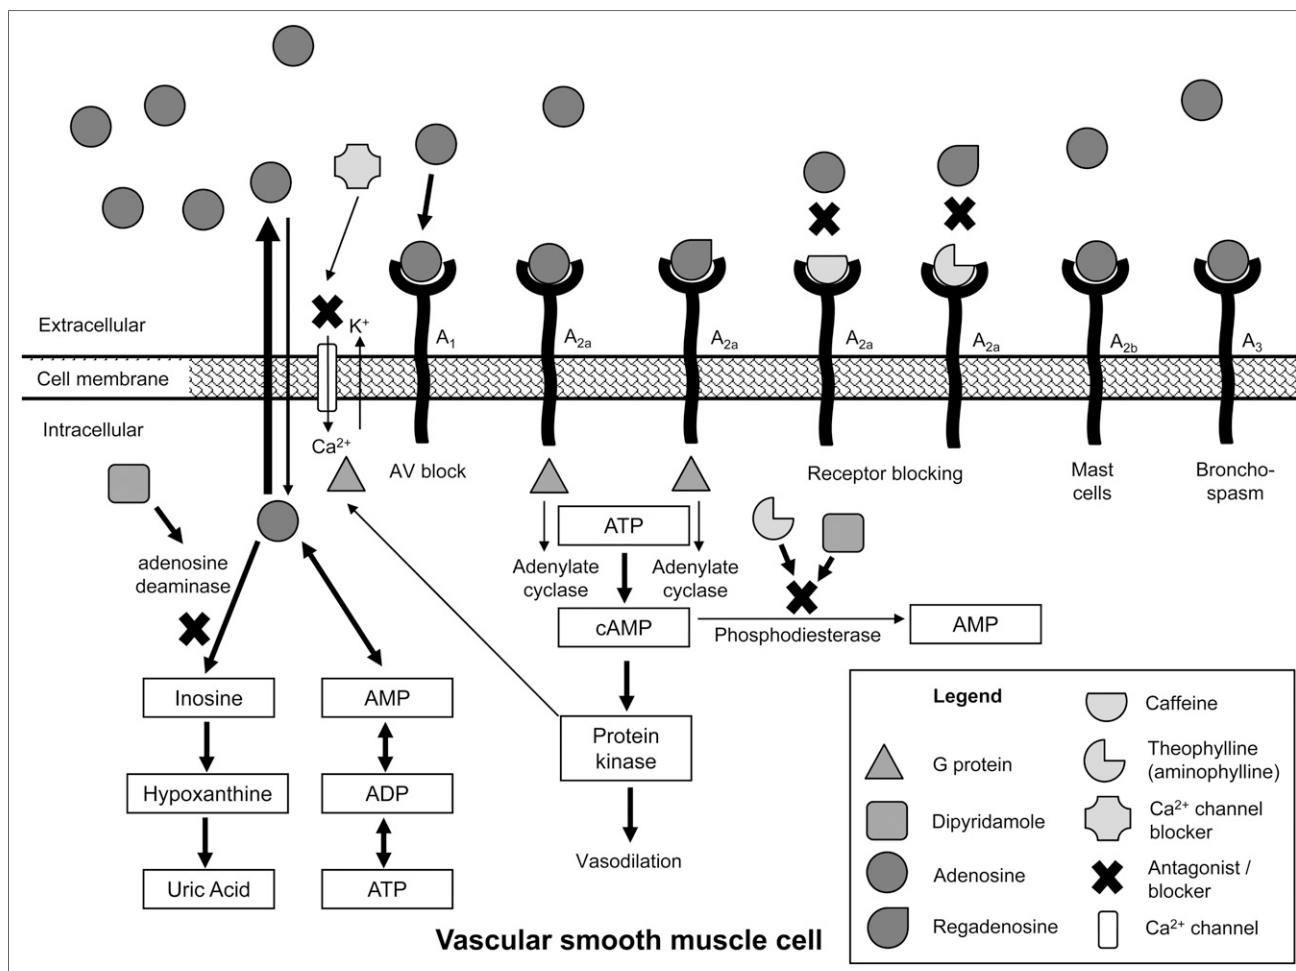 Extracellular
Cell membrane
Intracellular
K⁺
Ca²⁺
A₁
A₂ₐ
A₂ₐ
A₂ₐ
A₂ₐ
A₂b
A₃
AV block
Receptor blocking
Mast
cells
Broncho-
spasm
adenosine
deaminase
ATP
Adenylate
cyclase
Adenylate
cyclase
cAMP
Phosphodiesterase
AMP
Inosine
AMP
Protein
kinase
Hypoxanthine
ADP
Vasodilation
Uric Acid
ATP
Vascular smooth muscle cell
Legend
G protein
Dipyridamole
Adenosine
Regadenosine
Caffeine
Theophylline
(aminophylline)
Ca²⁺ channel
blocker
Antagonist /
blocker
Ca²⁺ channel